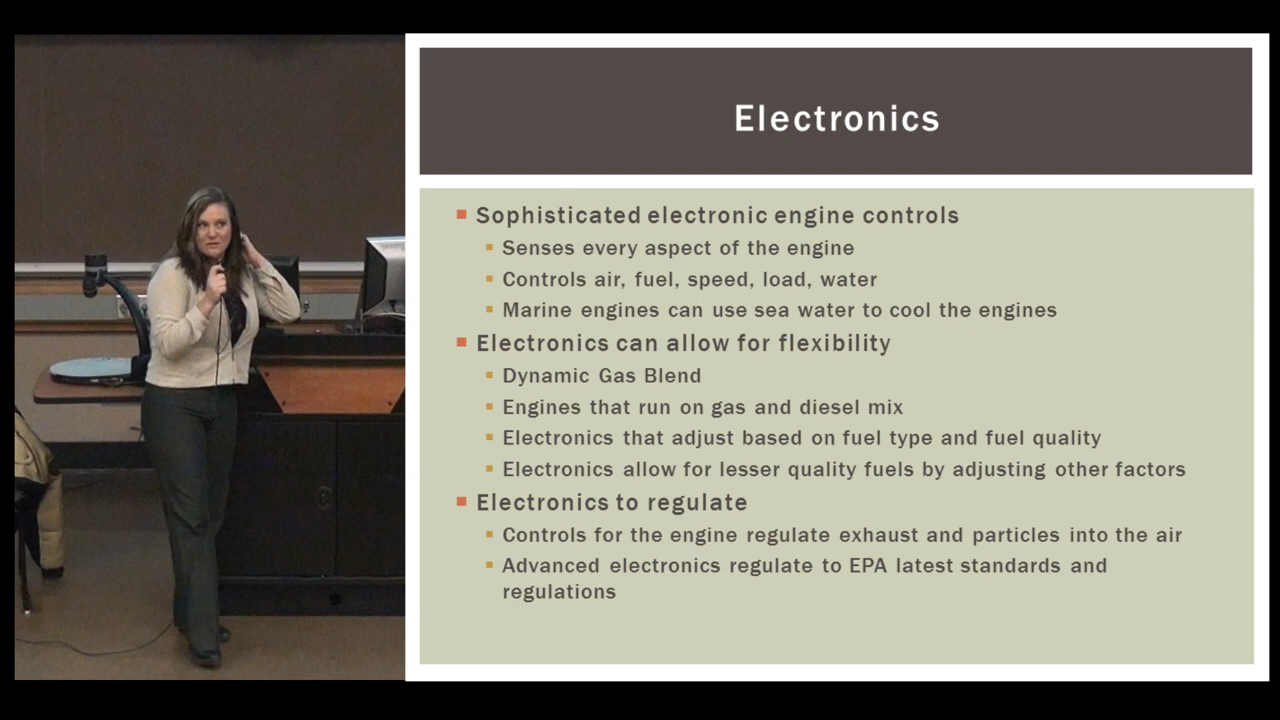 Electronics
Sophisticated electronic engine controls
Senses every aspect of the engine
Controls air, fuel, speed, load, water
Marine engines can use sea water to cool the engines
Electronics can allow for flexibility
Dynamic Gas Blend
Engines that run on gas and diesel mix
Electronics that adjust based on fuel type and fuel quality
Electronics allow for lesser quality fuels by adjusting other factors
Electronics to regulate
Controls for the engine regulate exhaust and particles into the air
Advanced electronics regulate to EPA latest standards and
regulations